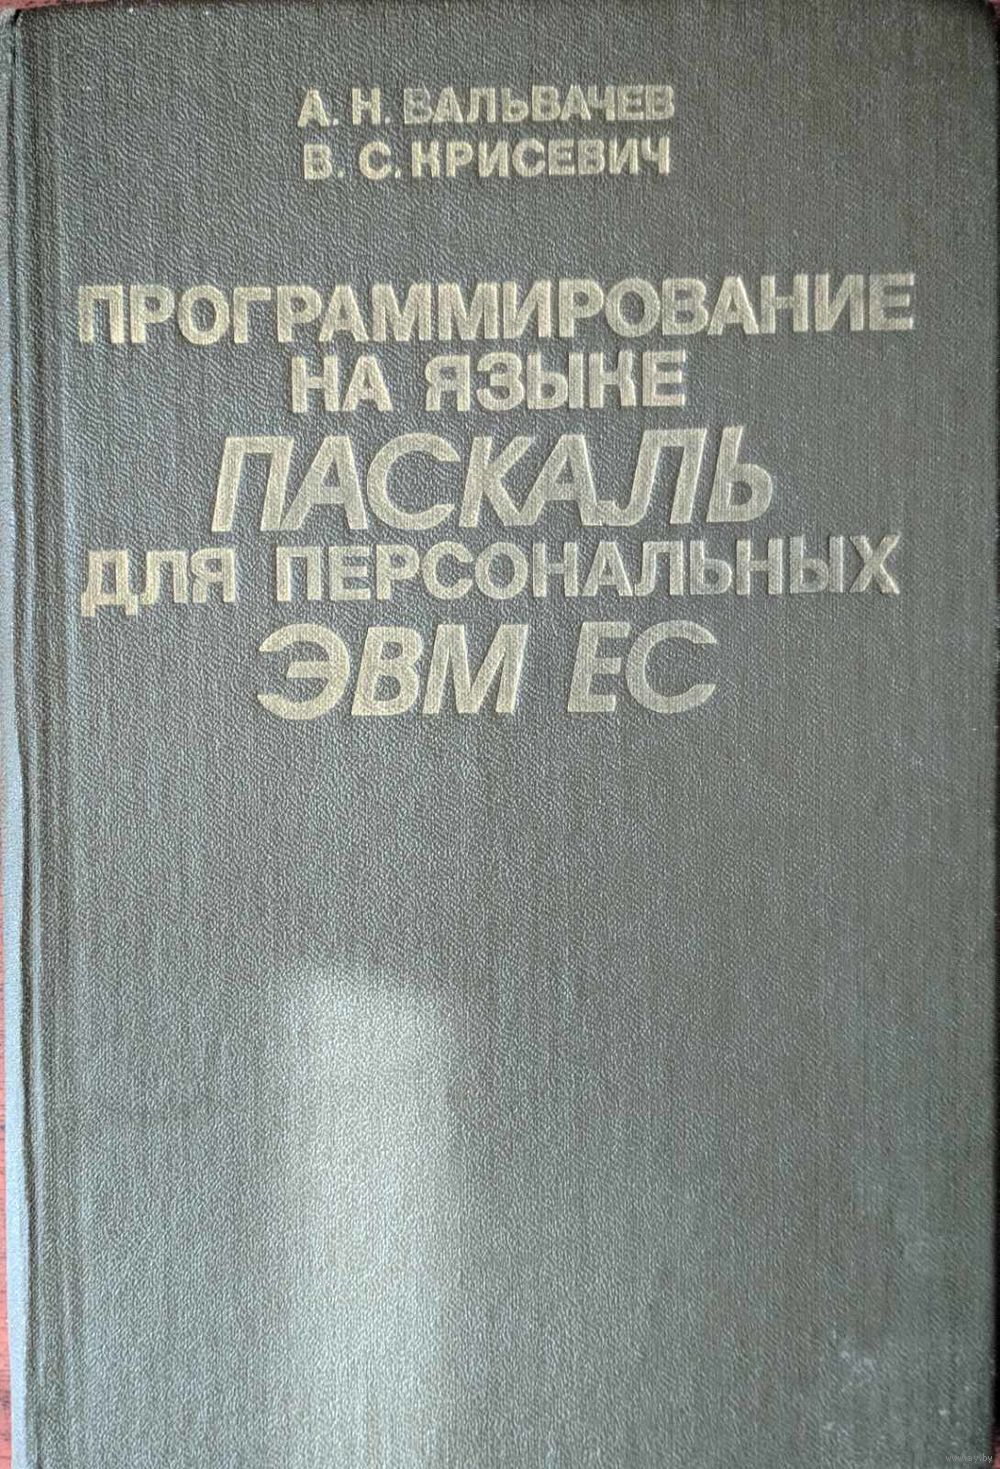 А. Н. ВАЛЬВАЧЕВ
В. С. КРИСЕВИЧ
ПРОГРАММИРОВАНИЕ
НА ЯЗЫКЕ
ПАСКАЛЬ
ДЛЯ ПЕРСОНАЛЬНЫХ
ЭВМ ЕС